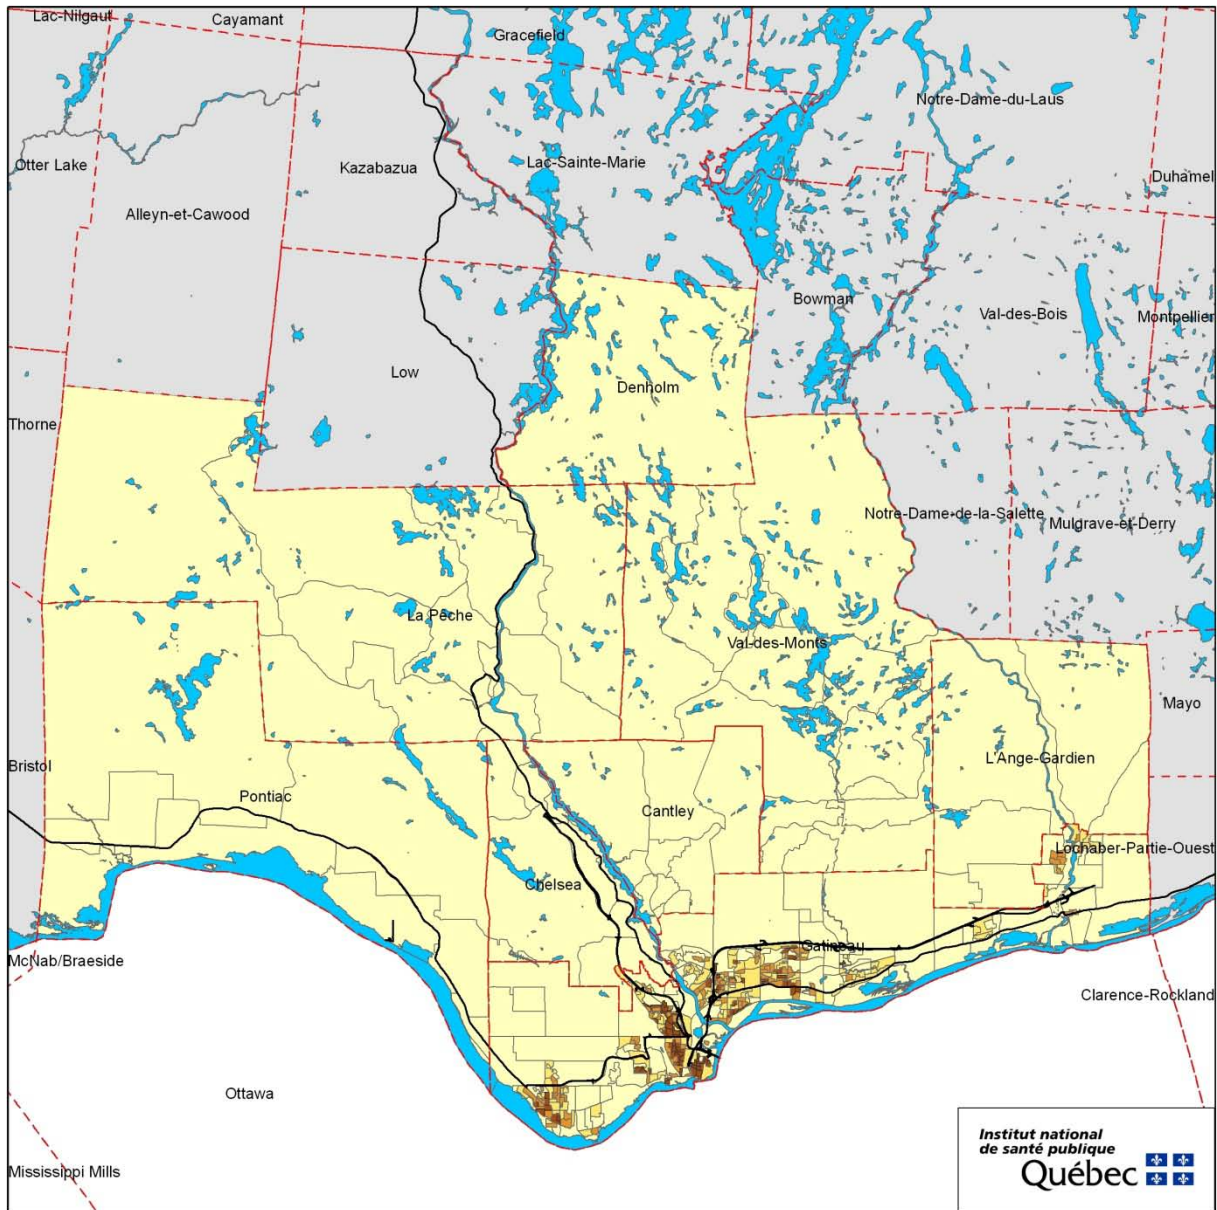 Lac-Nilgaut
Cayamant
Gracefield
Notre-Dame-du-Laus
Otter Lake
Kazabazua
Lac-Sainte-Marie
Duhamel
Alleyn-et-Cawood
Bowman
Val-des-Bois
Montpellier
Low
Denholm
Thorne
Notre-Dame-de-la-Salette
Mulgrave-et-Derry
La Pêche
Val-des-Monts
Mayo
Bristol
L'Ange-Gardien
Pontiac
Cantley
Lochaber-Partie-Ouest
Chelsea
Gatineau
McNab/Braeside
Clarence-Rockland
Ottawa
Mississippi Mills
Institut national
de santé publique
Québec